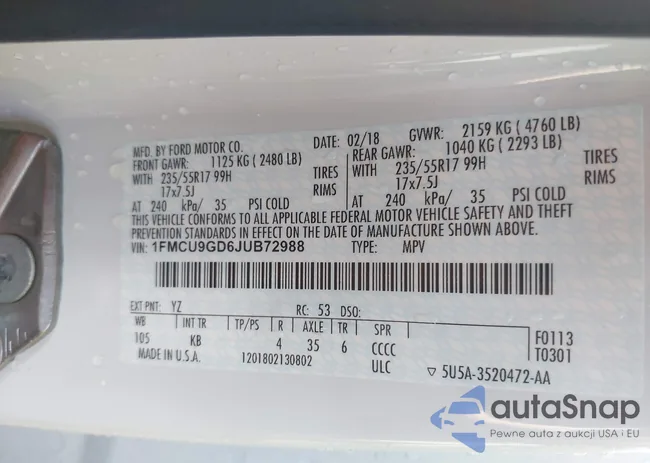 MFD. BY FORD MOTOR CO.
DATE: 02/18 GVWR: 2159 KG ( 4760 LB)
FRONT GAWR: 1125 KG ( 2480 LB)
REAR GAWR: 1040 KG ( 2293 LB)
WITH 235/55R17 99H TIRES
WITH 235/55R17 99H TIRES
17x7.5J RIMS
17x7.5J RIMS
AT 240 kPa/ 35 PSI COLD
AT 240 kPa/ 35 PSI COLD
THIS VEHICLE CONFORMS TO ALL APPLICABLE FEDERAL MOTOR VEHICLE SAFETY AND THEFT
PREVENTION STANDARDS IN EFFECT ON THE DATE OF MANUFACTURE SHOWN ABOVE.
VIN: 1FMCU9GD6JUB72988 TYPE: MPV
EXT PNT: YZ RC: 53 DSO:
WB INT TR TP/PS R AXLE TR SPR
105 KB 4 35 6 CCCC
F0113
T0301
MADE IN U.S.A. 1201802130802 ULC ▽ 5U5A-3520472-AA
autaSnap
Pewne auta z aukcji USA i EU